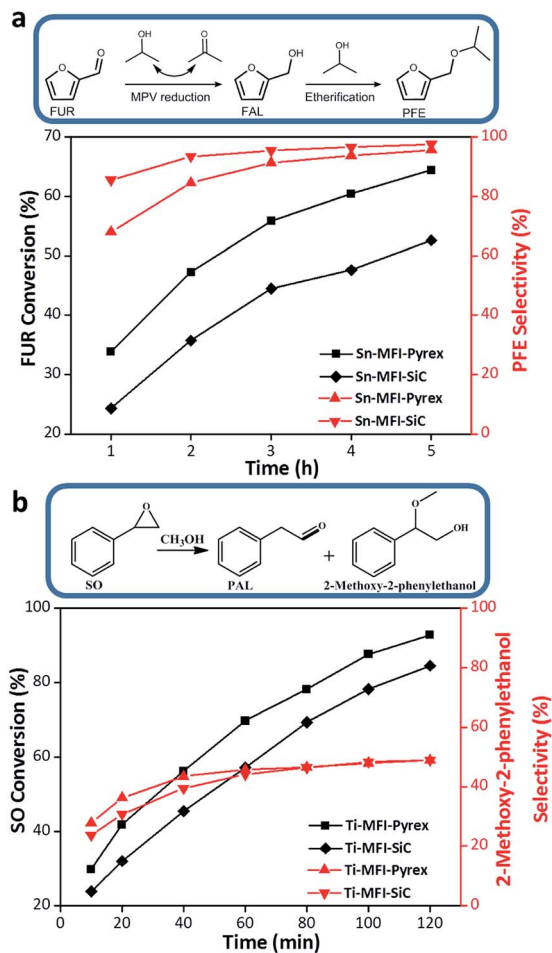 a
OH
O
O
O
MPV reduction
FUR
O
OH
FAL
OH
Etherification
O
O
PFE
FUR Conversion (%)
70
60
50
40
30
20
PFE Selectivity (%)
100
80
60
40
20
0
Sn-MFI-Pyrex
Sn-MFI-SiC
Sn-MFI-Pyrex
Sn-MFI-SiC
1 2 3 4 5
Time (h)
b
O
SO
CH3OH
O
PAL
+
O
OH
2-Methoxy-2-phenylethanol
SO Conversion (%)
100
80
60
40
20
2-Methoxy-2-phenylethanol
Selectivity (%)
100
80
60
40
20
0
Ti-MFI-Pyrex
Ti-MFI-SiC
Ti-MFI-Pyrex
Ti-MFI-SiC
0 20 40 60 80 100 120
Time (min)